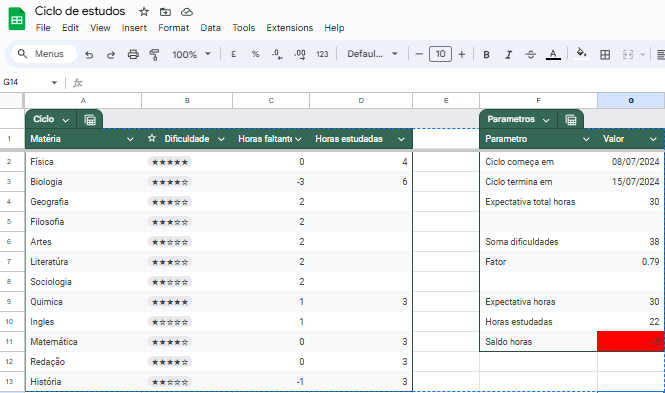 Ciclo de estudos
File Edit View Insert Format Data Tools Extensions Help
Menus 100% £ % .0 .00 123 Defaul... − 10 + B I S A
G14 fx
A B C D E F G
Ciclo Parametros
1 Matéria Dificuldade Horas faltante Horas estudadas Parametro Valor
2 Física ★★★★★ 0 4 Ciclo começa em 08/07/2024
3 Biologia ★★★★☆ -3 6 Ciclo termina em 15/07/2024
4 Geografia ★★★☆☆ 2 Expectativa total horas 30
5 Filosofia ★★★☆☆ 2
6 Artes ★★☆☆☆ 2 Soma dificuldades 38
7 Literatúra ★★★☆☆ 2 Fator 0.79
8 Sociologia ★★☆☆☆ 2
9 Quimica ★★★★★ 1 3 Expectativa horas 30
10 Ingles ★☆☆☆☆ 1 Horas estudadas 22
11 Matemática ★★★★☆ 0 3 Saldo horas -8
12 Redação ★★★★☆ 0 3
13 História ★★☆☆☆ -1 3